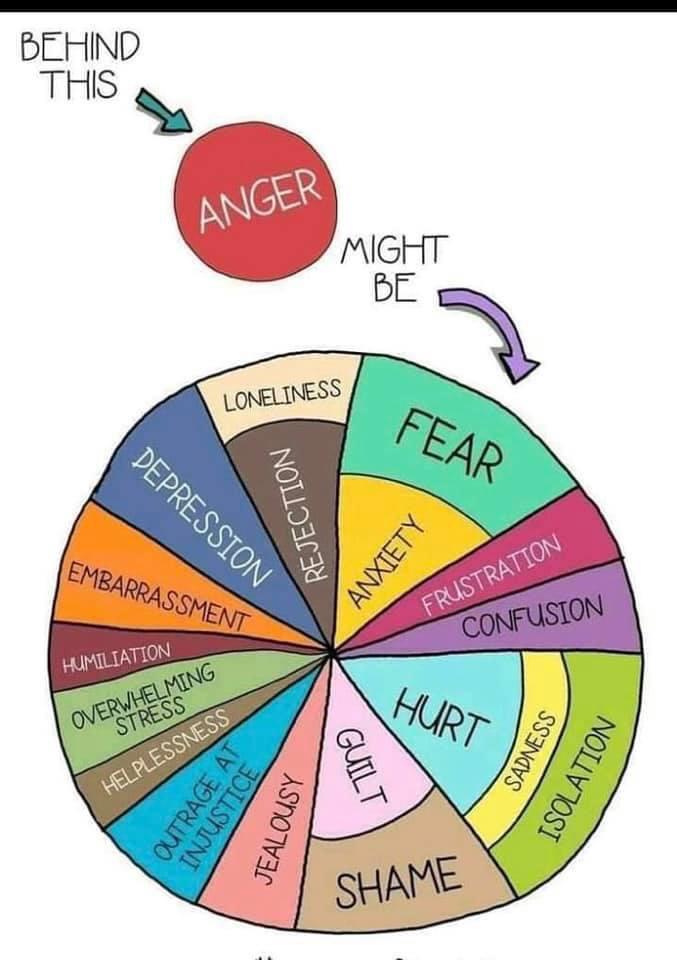 BEHIND
THIS
ANGER
MIGHT
BE
LONELINESS
FEAR
DEPRESSION
REJECTION
ANXIETY
FRUSTRATION
EMBARRASSMENT
CONFUSION
HUMILIATION
OVERWHELMING
STRESS
HURT
SADNESS
ISOLATION
HELPLESSNESS
GUILT
OUTRAGE AT
INJUSTICE
JEALOUSY
SHAME